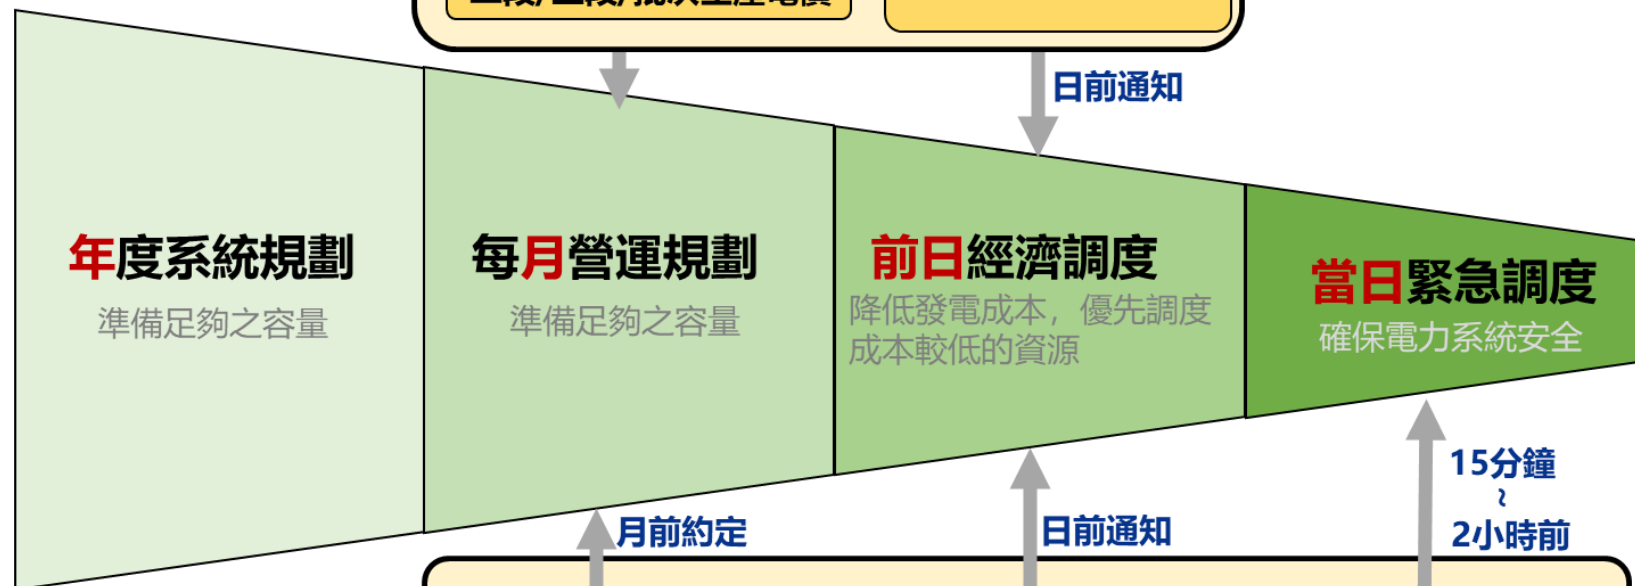 日前通知
年度系統規劃
準備足夠之容量
每月營運規劃
準備足夠之容量
前日經濟調度
降低發電成本，優先調度
成本較低的資源
當日緊急調度
確保電力系統安全
月前約定
日前通知
15分鐘
~
2小時前